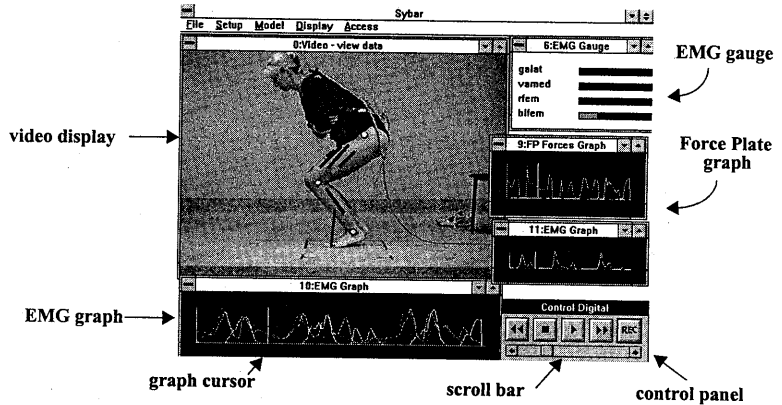 Sybar
File Setup Model Display Access
0:Video - view data
6:EMG Gauge
galat
vamed
rfem
bifem
EMG gauge
video display
9:FP Forces Graph
Force Plate
graph
11:EMG Graph
10:EMG Graph
EMG graph
Control Digital
REC
graph cursor
scroll bar
control panel